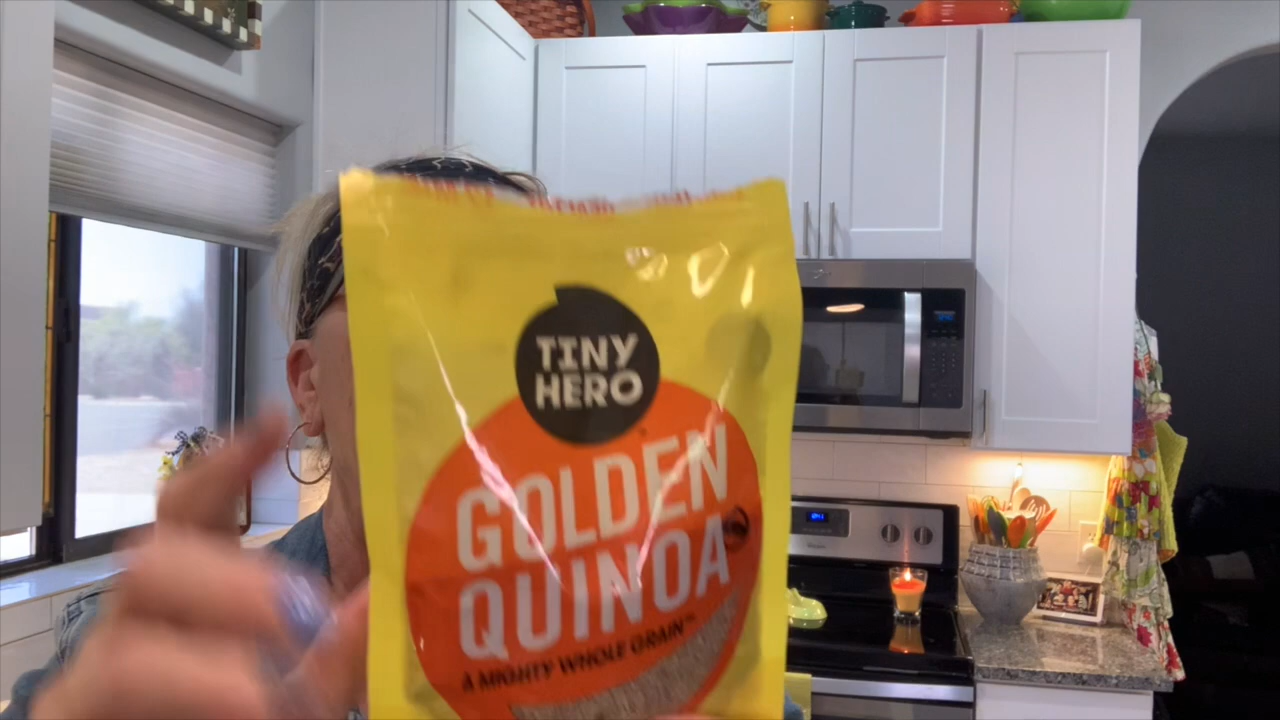 TINY
HERO
GOLDEN
QUINOA
A MIGHTY WHOLE GRAIN™